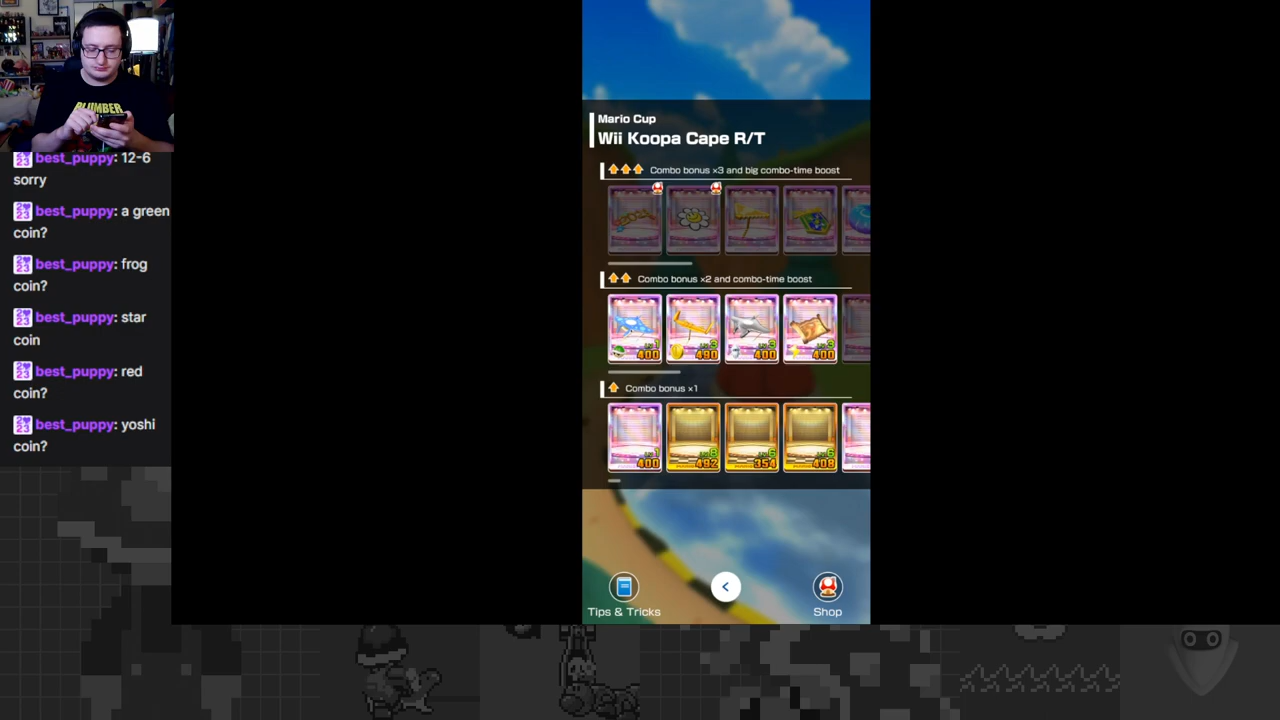 PLUMBER
best_puppy: 12-6
sorry
best_puppy: a green
coin?
best_puppy: frog
coin?
best_puppy: star
coin
best_puppy: red
coin?
best_puppy: yoshi
coin?
Mario Cup
Wii Koopa Cape R/T
Combo bonus ×3 and big combo-time boost
Combo bonus ×2 and combo-time boost
400 490 400 400
Combo bonus ×1
400 492 354 408
Tips & Tricks
Shop